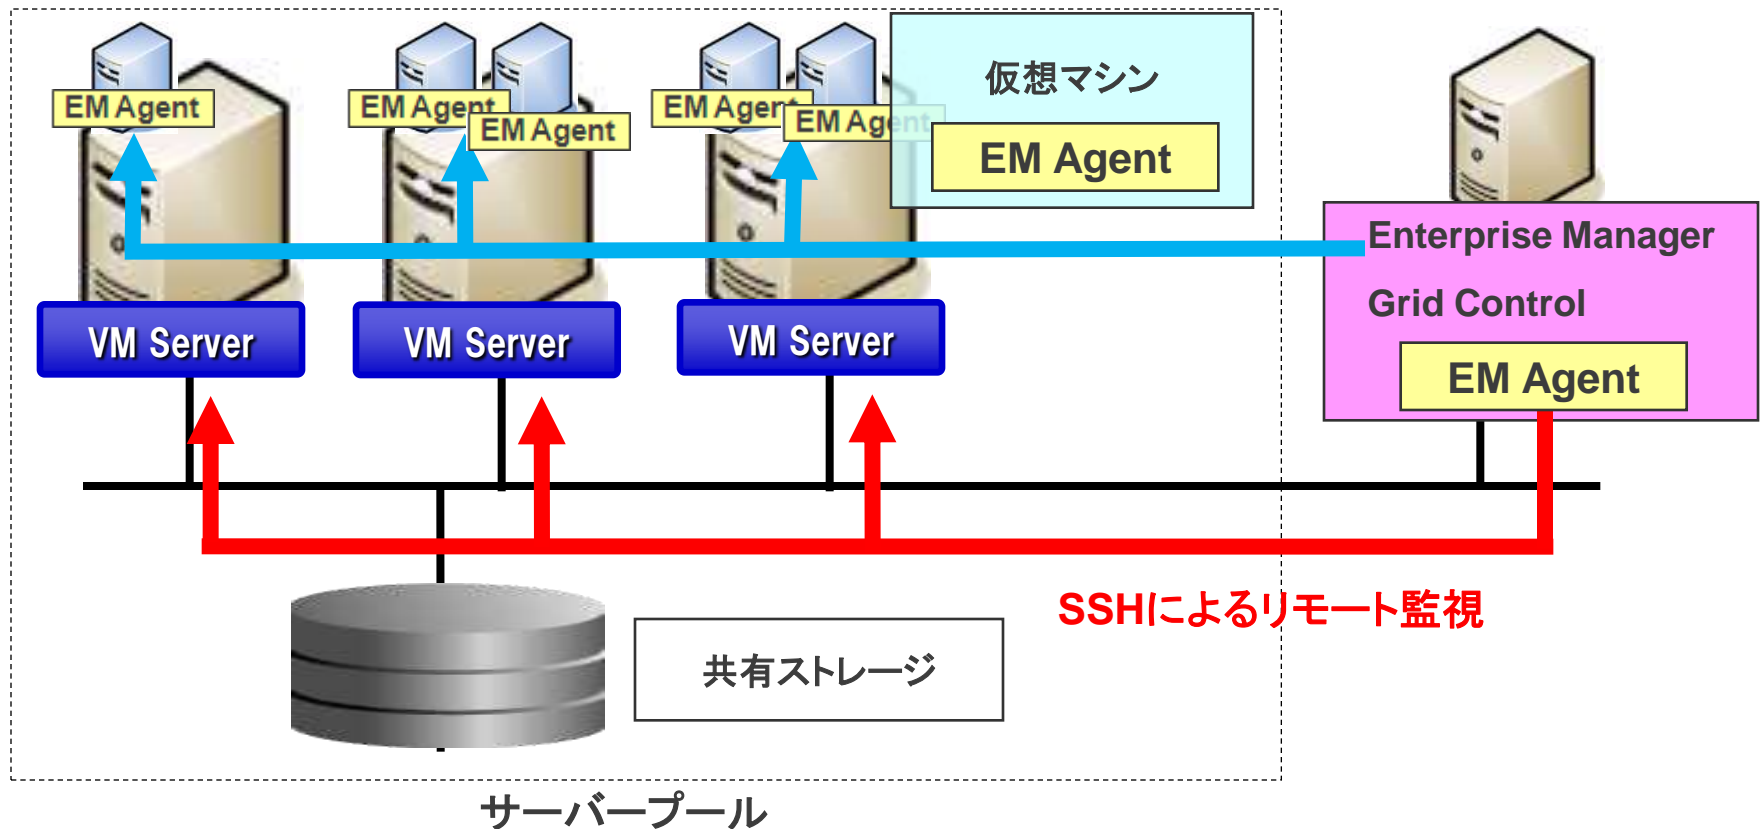 仮想マシン
EM Agent
EM Agent
EM Agent
EM Agent
EM Agent
EM Agent
EM Agent
Enterprise Manager
Grid Control
EM Agent
VM Server
VM Server
VM Server
SSHによるリモート監視
共有ストレージ
サーバープール